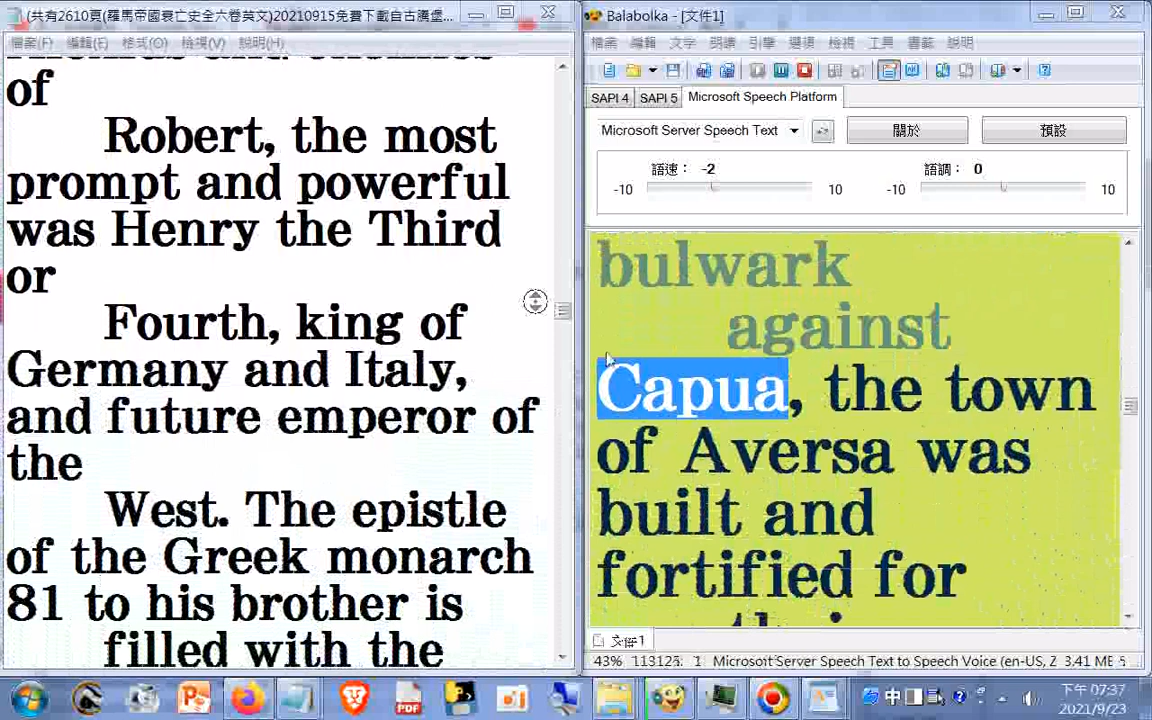 (共有2610頁(羅馬帝國衰亡史全六卷英文)20210915免費下載自古騰堡...
檔案(F) 編輯(E) 格式(O) 檢視(V) 說明(H)
of
Robert, the most
prompt and powerful
was Henry the Third
or
Fourth, king of
Germany and Italy,
and future emperor of
the
West. The epistle
of the Greek monarch
81 to his brother is
filled with the
Balabolka - [文件1]
檔案 編輯 文字 朗讀 引擎 選項 檢視 工具 書籤 說明
SAPI 4 SAPI 5 Microsoft Speech Platform
Microsoft Server Speech Text 關於 預設
語速: -2 語調: 0
-10 10 -10 10
bulwark
against
Capua, the town
of Aversa was
built and
fortified for
文件1
43% Microsoft Server Speech Text to Speech Voice (en-US, Z 3.41 ME
PDF 中 下午 07:37
2021/9/23